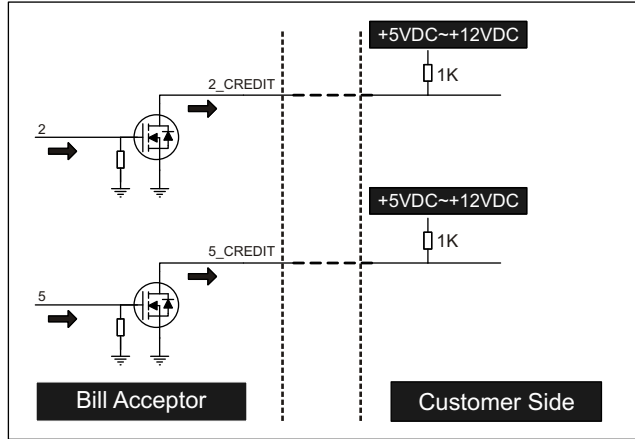 +5VDC~+12VDC
2_CREDIT
1K
2
+5VDC~+12VDC
5_CREDIT
1K
5
Bill Acceptor
Customer Side